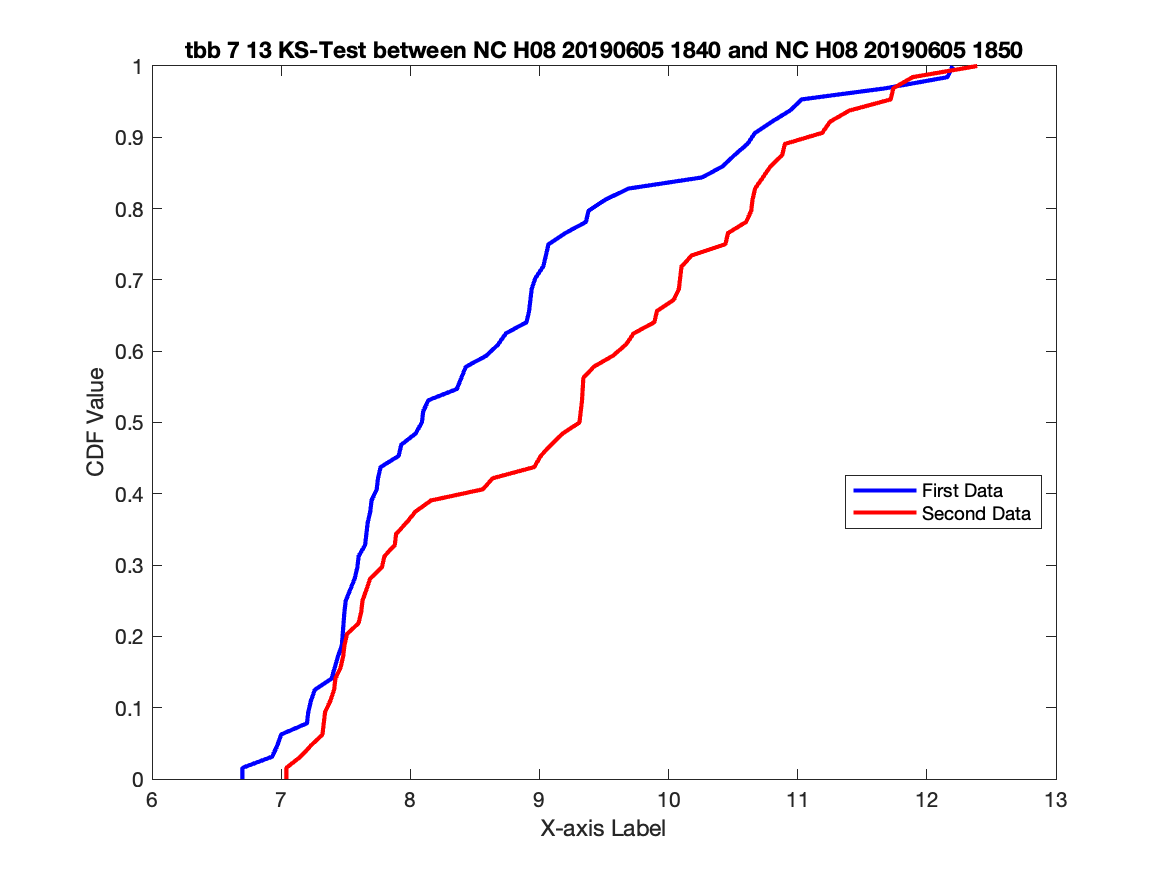 tbb 7 13 KS-Test between NC H08 20190605 1840 and NC H08 20190605 1850
1
0.9
0.8
0.7
0.6
0.5
0.4
0.3
0.2
0.1
0
CDF Value
First Data
Second Data
6 7 8 9 10 11 12 13
X-axis Label